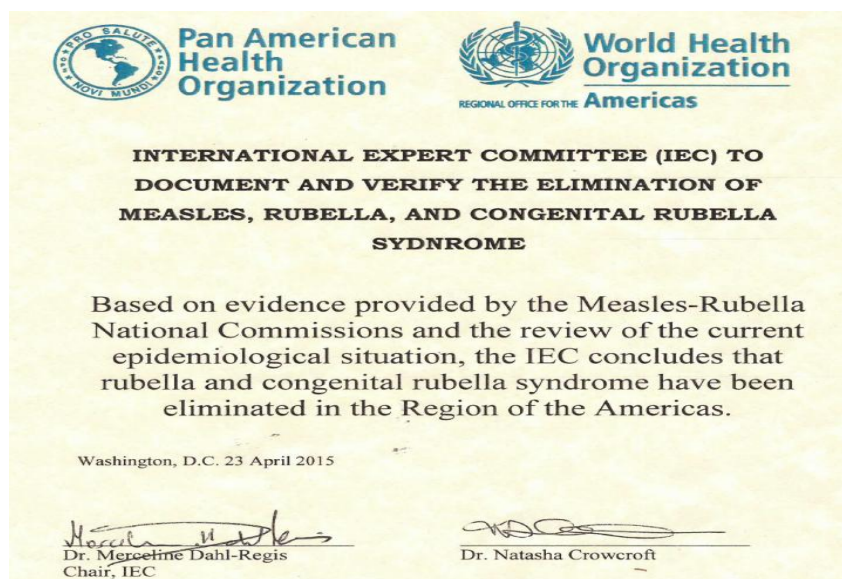 PRO SALUTE
NOVI MUNDI
Pan American
Health
Organization
World Health
Organization
REGIONAL OFFICE FOR THE Americas
INTERNATIONAL EXPERT COMMITTEE (IEC) TO
DOCUMENT AND VERIFY THE ELIMINATION OF
MEASLES, RUBELLA, AND CONGENITAL RUBELLA
SYDNROME
Based on evidence provided by the Measles-Rubella
National Commissions and the review of the current
epidemiological situation, the IEC concludes that
rubella and congenital rubella syndrome have been
eliminated in the Region of the Americas.
Washington, D.C. 23 April 2015
Dr. Merceline Dahl-Regis
Chair, IEC
Dr. Natasha Crowcroft